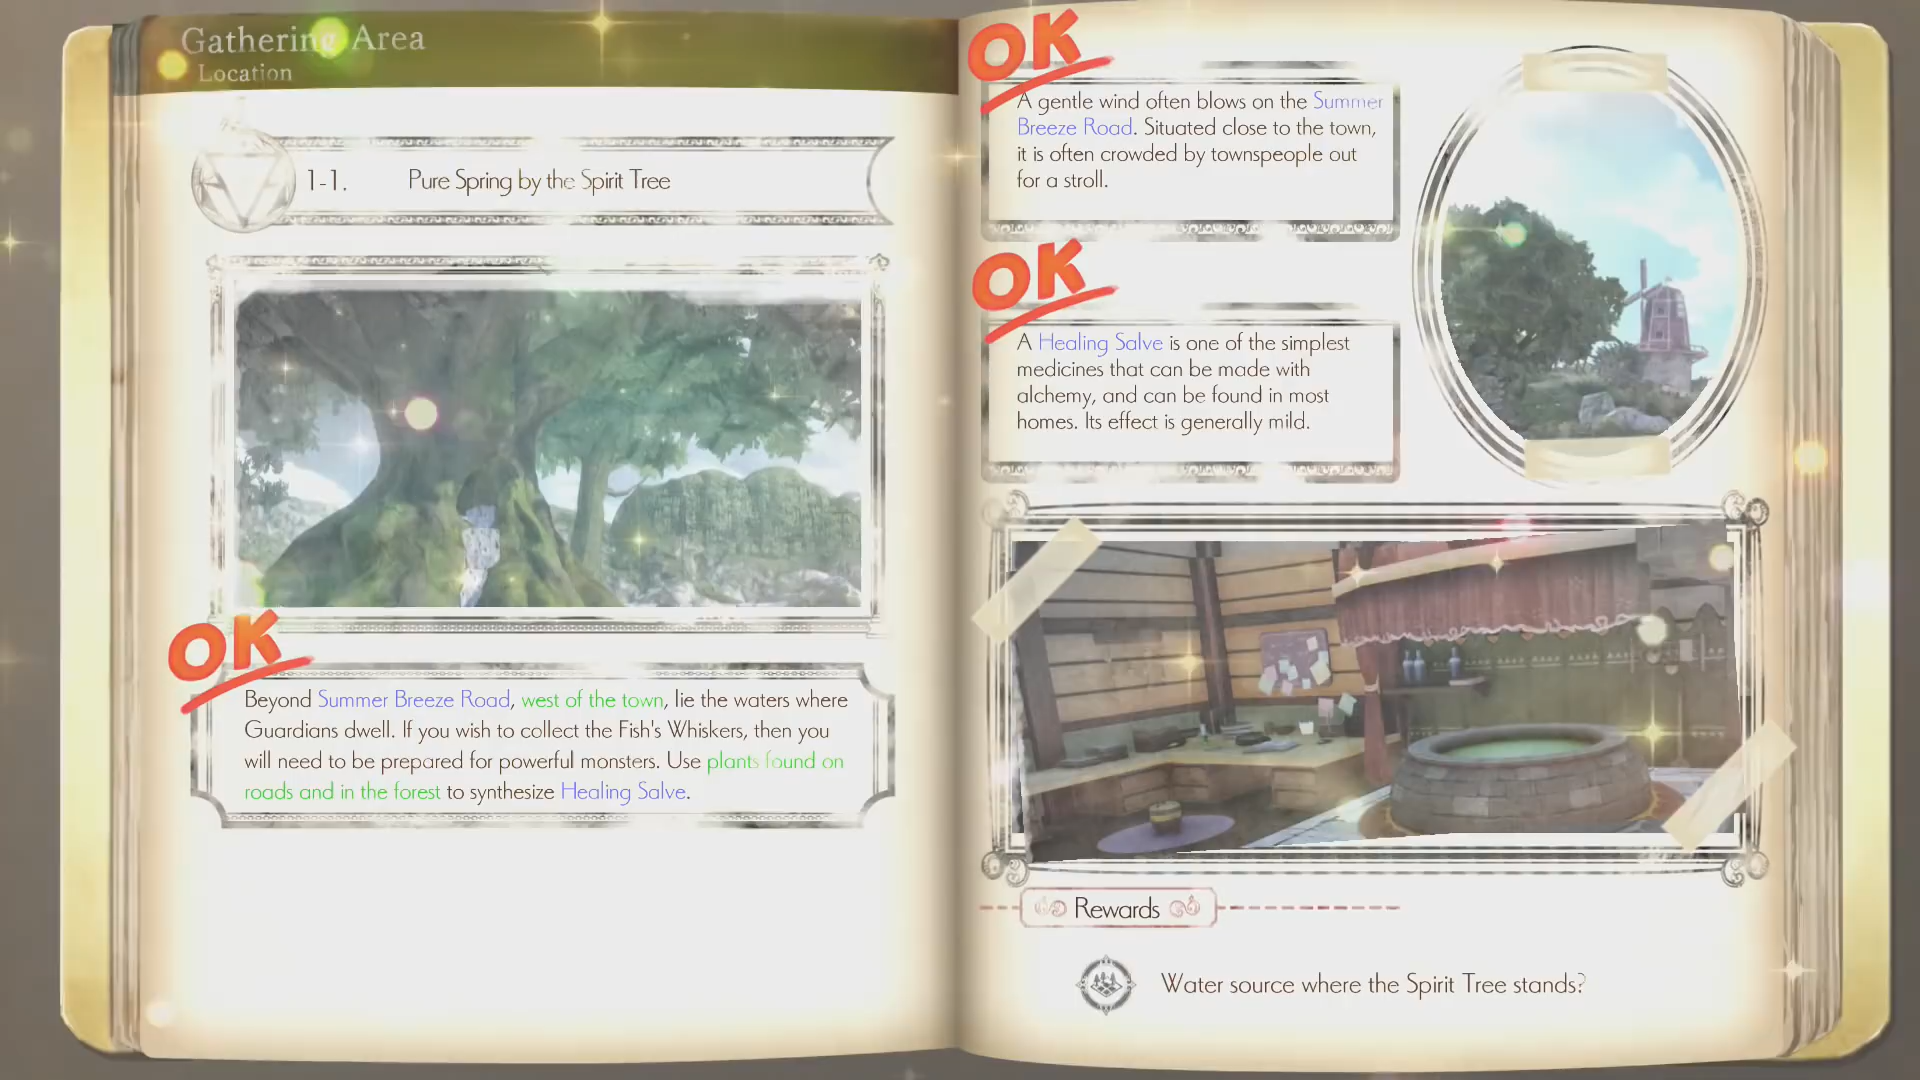 Gathering Area
Location
1-1. Pure Spring by the Spirit Tree
OK
Beyond Summer Breeze Road, west of the town, lie the waters where
Guardians dwell. If you wish to collect the Fish's Whiskers, then you
will need to be prepared for powerful monsters. Use plants found on
roads and in the forest to synthesize Healing Salve.
OK
A gentle wind often blows on the Summer
Breeze Road. Situated close to the town,
it is often crowded by townspeople out
for a stroll.
OK
A Healing Salve is one of the simplest
medicines that can be made with
alchemy, and can be found in most
homes. Its effect is generally mild.
Rewards
Water source where the Spirit Tree stands?